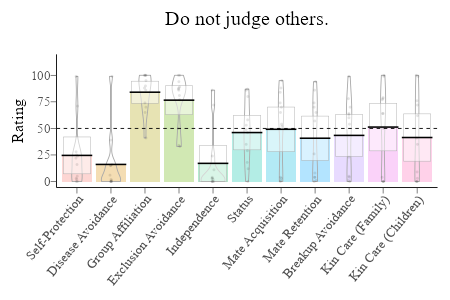 Do not judge others.
Rating
100
75
50
25
0
Self-Protection
Disease Avoidance
Group Affiliation
Exclusion Avoidance
Independence
Status
Mate Acquisition
Mate Retention
Breakup Avoidance
Kin Care (Family)
Kin Care (Children)